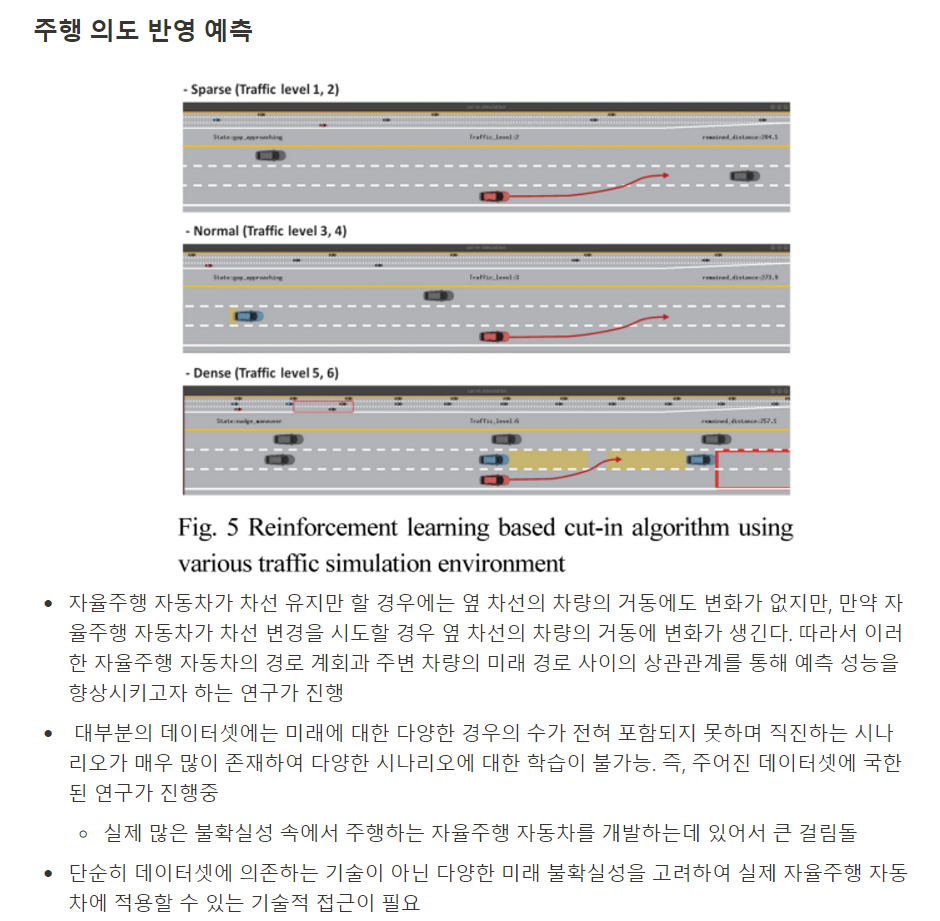 주행 의도 반영 예측
- Sparse (Traffic level 1, 2)
State:gap_approaching Traffic_level:2 remained_distance:284.1
- Normal (Traffic level 3, 4)
State:gap_approaching Traffic_level:3 remained_distance:273.9
- Dense (Traffic level 5, 6)
State:nudge_maneuver Traffic_level:6 remained_distance:257.1
Fig. 5 Reinforcement learning based cut-in algorithm using
various traffic simulation environment
• 자율주행 자동차가 차선 유지만 할 경우에는 옆 차선의 차량의 거동에도 변화가 없지만, 만약 자
율주행 자동차가 차선 변경을 시도할 경우 옆 차선의 차량의 거동에 변화가 생긴다. 따라서 이러
한 자율주행 자동차의 경로 계회과 주변 차량의 미래 경로 사이의 상관관계를 통해 예측 성능을
향상시키고자 하는 연구가 진행
• 대부분의 데이터셋에는 미래에 대한 다양한 경우의 수가 전혀 포함되지 못하며 직진하는 시나
리오가 매우 많이 존재하여 다양한 시나리오에 대한 학습이 불가능. 즉, 주어진 데이터셋에 국한
된 연구가 진행중
◦ 실제 많은 불확실성 속에서 주행하는 자율주행 자동차를 개발하는데 있어서 큰 걸림돌
• 단순히 데이터셋에 의존하는 기술이 아닌 다양한 미래 불확실성을 고려하여 실제 자율주행 자동
차에 적용할 수 있는 기술적 접근이 필요